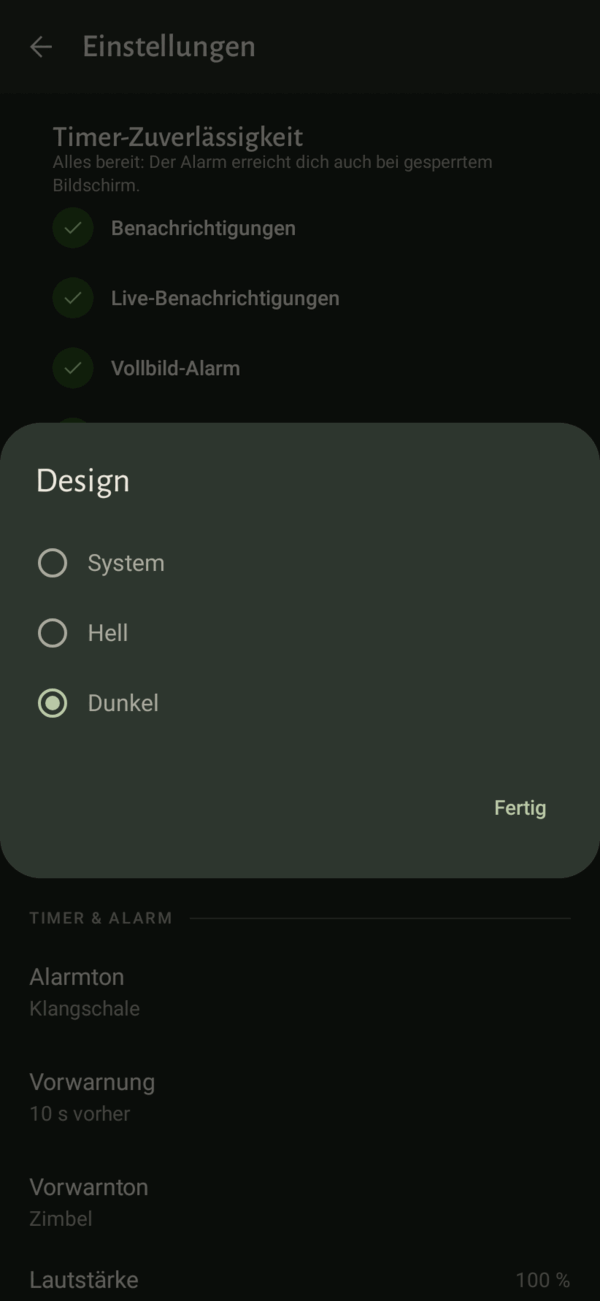 Einstellungen
Timer-Zuverlässigkeit
Alles bereit: Der Alarm erreicht dich auch bei gesperrtem
Bildschirm.
Benachrichtigungen
Live-Benachrichtigungen
Vollbild-Alarm
Design
System
Hell
Dunkel
Fertig
TIMER & ALARM
Alarmton
Klangschale
Vorwarnung
10 s vorher
Vorwarnton
Zimbel
Lautstärke 100 %